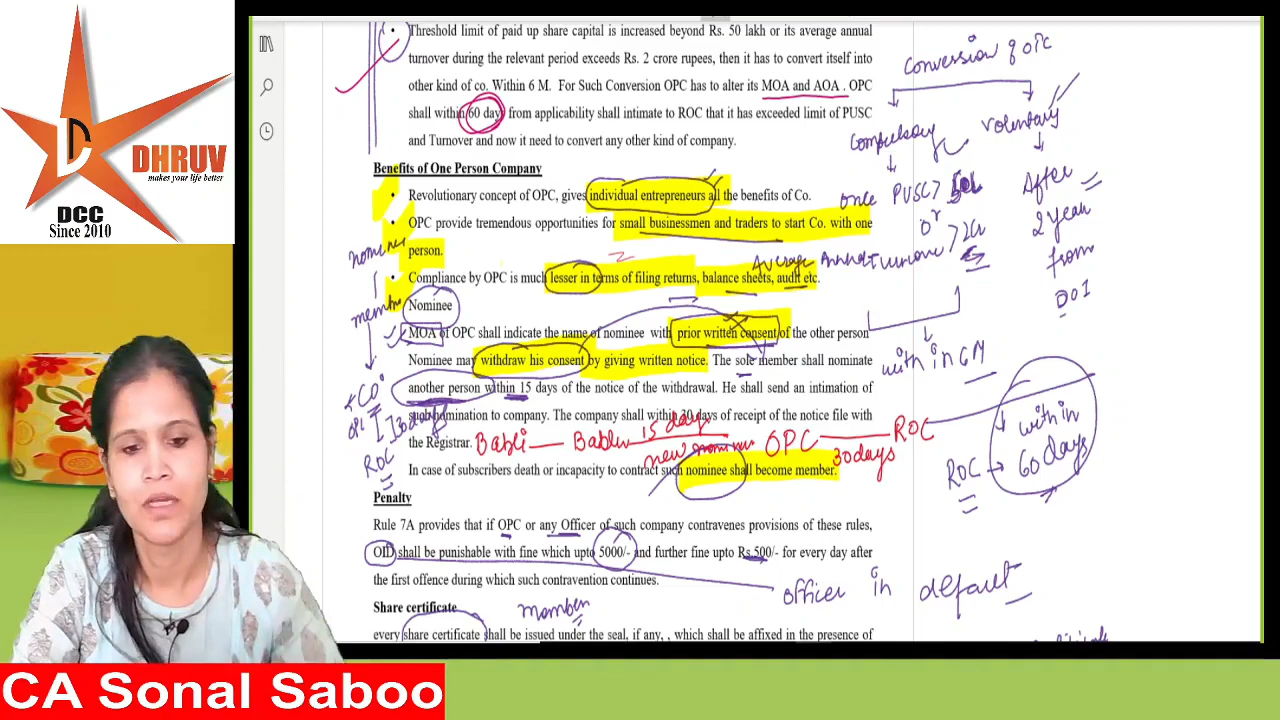 DHRUV
makes your life better
DCC
Since 2010
CA Sonal Saboo
• Threshold limit of paid up share capital is increased beyond Rs. 50 lakh or its average annual
turnover during the relevant period exceeds Rs. 2 crore rupees, then it has to convert itself into
other kind of co. Within 6 M. For Such Conversion OPC has to alter its MOA and AOA . OPC
shall within 60 day from applicability shall intimate to ROC that it has exceeded limit of PUSC
and Turnover and now it need to convert any other kind of company.
Benefits of One Person Company
• Revolutionary concept of OPC, gives individual entrepreneurs all the benefits of Co.
• OPC provide tremendous opportunities for small businessmen and traders to start Co. with one
person.
• Compliance by OPC is much lesser in terms of filing returns, balance sheets, audit etc.
Nominee
MOA of OPC shall indicate the name of nominee with prior written consent of the other person
Nominee may withdraw his consent by giving written notice. The sole member shall nominate
another person within 15 days of the notice of the withdrawal. He shall send an intimation of
such nomination to company. The company shall within 30 days of receipt of the notice file with
the Registrar.
In case of subscribers death or incapacity to contract such nominee shall become member.
Penalty
Rule 7A provides that if OPC or any Officer of such company contravenes provisions of these rules,
OID shall be punishable with fine which upto 5000/- and further fine upto Rs.500/- for every day after
the first offence during which such contravention continues.
Share certificate
every share certificate shall be issued under the seal, if any, , which shall be affixed in the presence of
Conversion of OPC
Compulsory
voluntary
once PUSC >
or
Average Annual turnover > 2Cr
within 6M
After
2 year
from
DOI
ROC → within
60 days
nominee
member
CO
OPC
30 days
ROC
Babli — Bablu 15 days
new nominee
OPC — ROC
30 days
officer in default
member